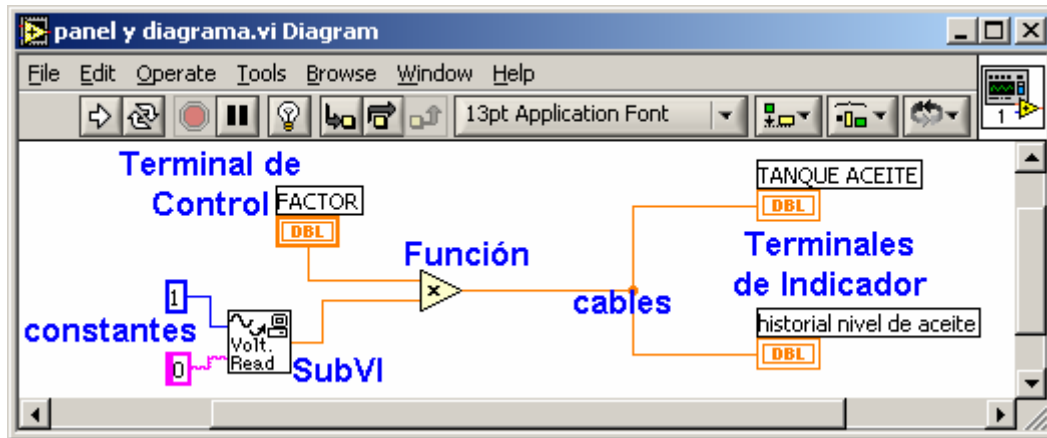 panel y diagrama.vi Diagram
File Edit Operate Tools Browse Window Help
13pt Application Font
1
Terminal de
Control
FACTOR
DBL
TANQUE ACEITE
DBL
Función
×
Terminales
de Indicador
cables
1
constantes
Volt.
Read
0
SubVI
historial nivel de aceite
DBL